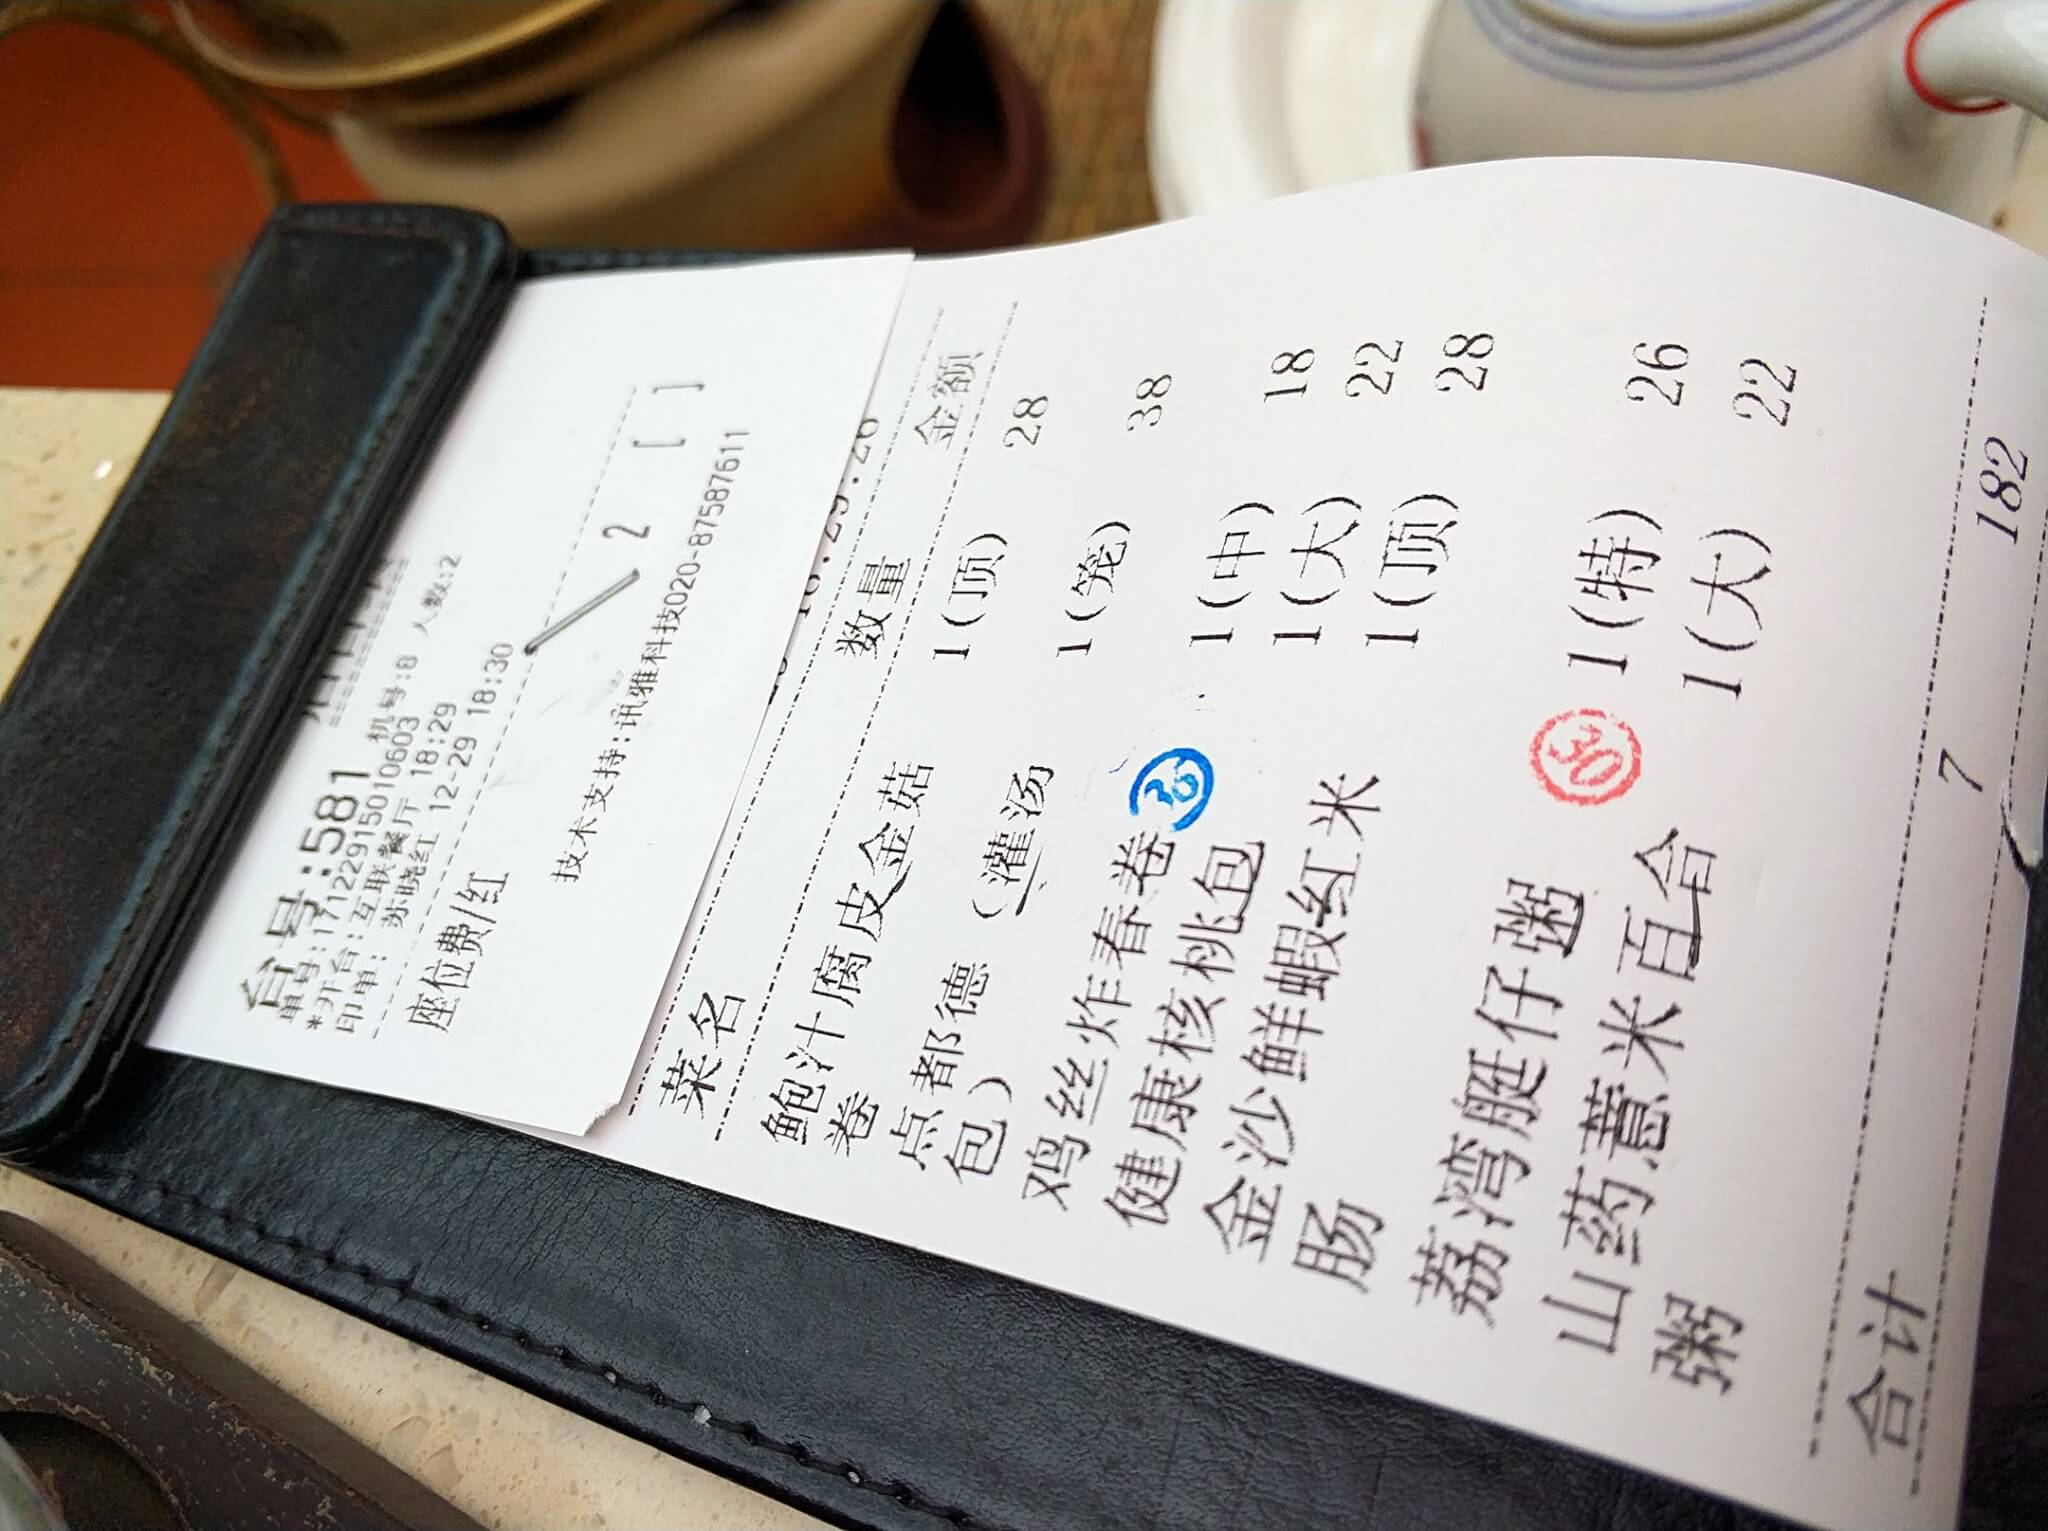 台号:581
单号:17122915010603 机号:8 人数:2
*开台:互联餐厅 18:29
印单: 苏晓红 12-29 18:30
座位费/红 2 [ ]
技术支持:讯雅科技020-87587611
菜名 数量 金额
鲍汁腐皮金菇 1(顶) 28
卷
点都德（灌汤 1(笼) 38
包）
鸡丝炸春卷 1(中) 18
健康核桃包 1(大) 22
金沙鲜蝦红米 1(顶) 28
肠
荔湾艇仔粥 1(特) 26
山药薏米百合 1(大) 22
粥
合计 7 182
30